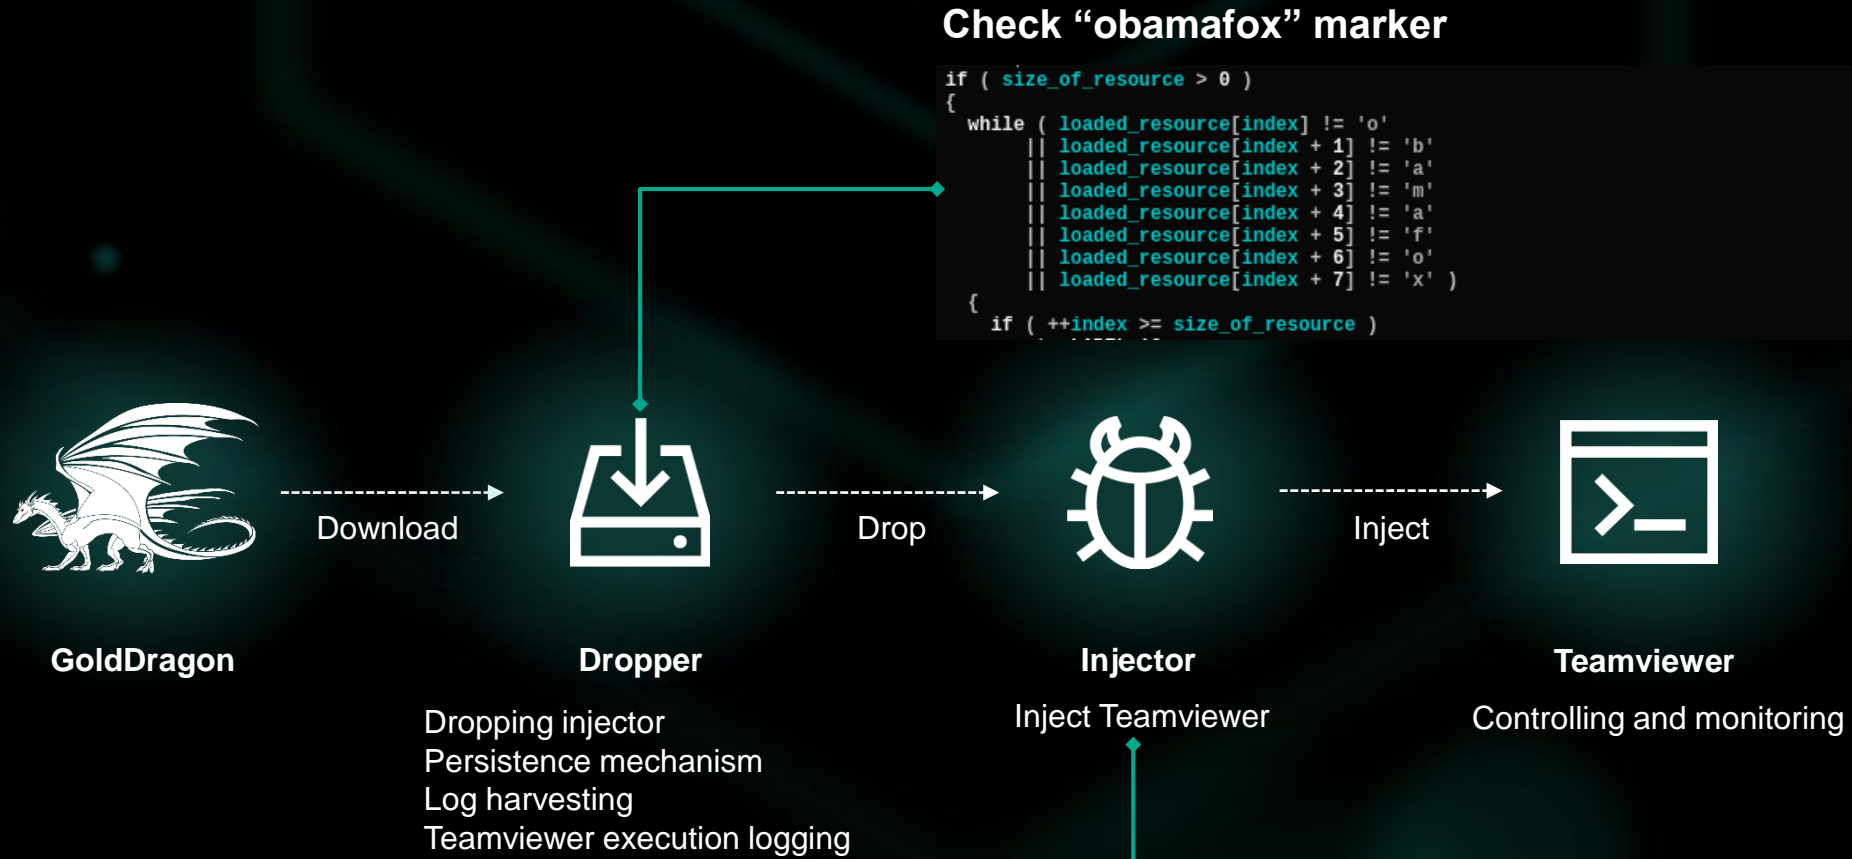 Check “obamafox” marker
if ( size_of_resource > 0 )
{
while ( loaded_resource[index] != 'o'
|| loaded_resource[index + 1] != 'b'
|| loaded_resource[index + 2] != 'a'
|| loaded_resource[index + 3] != 'm'
|| loaded_resource[index + 4] != 'a'
|| loaded_resource[index + 5] != 'f'
|| loaded_resource[index + 6] != 'o'
|| loaded_resource[index + 7] != 'x' )
{
if ( ++index >= size_of_resource )
Download
Drop
Inject
GoldDragon
Dropper
Injector
Teamviewer
Dropping injector
Persistence mechanism
Log harvesting
Teamviewer execution logging
Inject Teamviewer
Controlling and monitoring